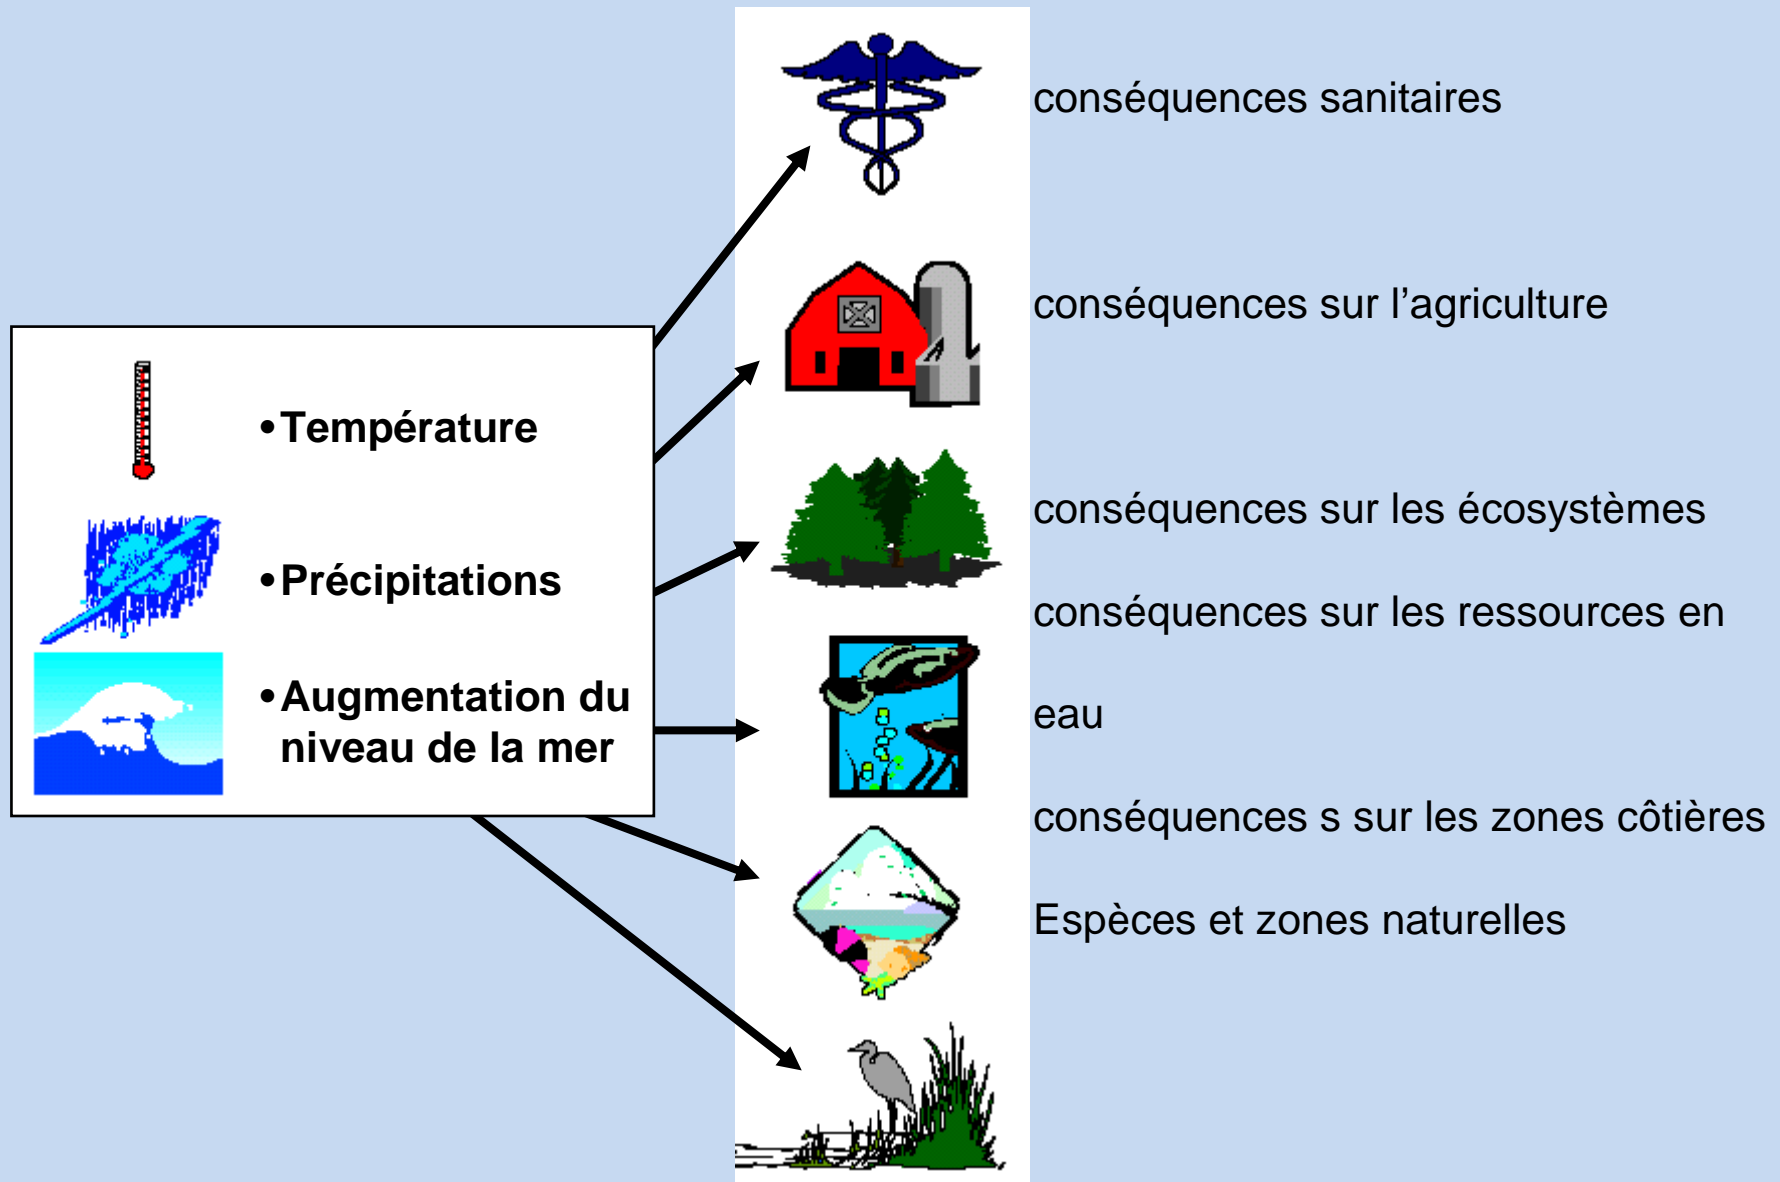 •Température
•Précipitations
•Augmentation du
niveau de la mer
conséquences sanitaires
conséquences sur l’agriculture
conséquences sur les écosystèmes
conséquences sur les ressources en
eau
conséquences s sur les zones côtières
Espèces et zones naturelles